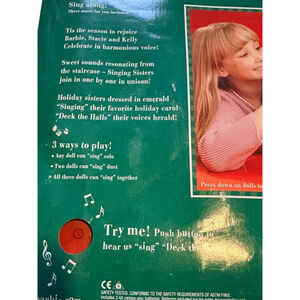 Sing along!
'Tis the season to rejoice
Barbie, Stacie and Kelly
Celebrate in harmonious voice!
Sweet sounds resonating from
the staircase – Singing Sisters
join in one by one in unison!
Holiday sisters dressed in emerald
"Singing" their favorite holiday carol
"Deck the Halls" their voices herald!
3 ways to play!
• Any doll can "sing" solo
• Two dolls can "sing" duet
• All three dolls can "sing" together
Press down on dolls to
Try me! Push button to
hear us "sing" "Deck the
CE
SAFETY TESTED. CONFORMS TO THE SAFETY REQUIREMENTS OF ASTM F963.